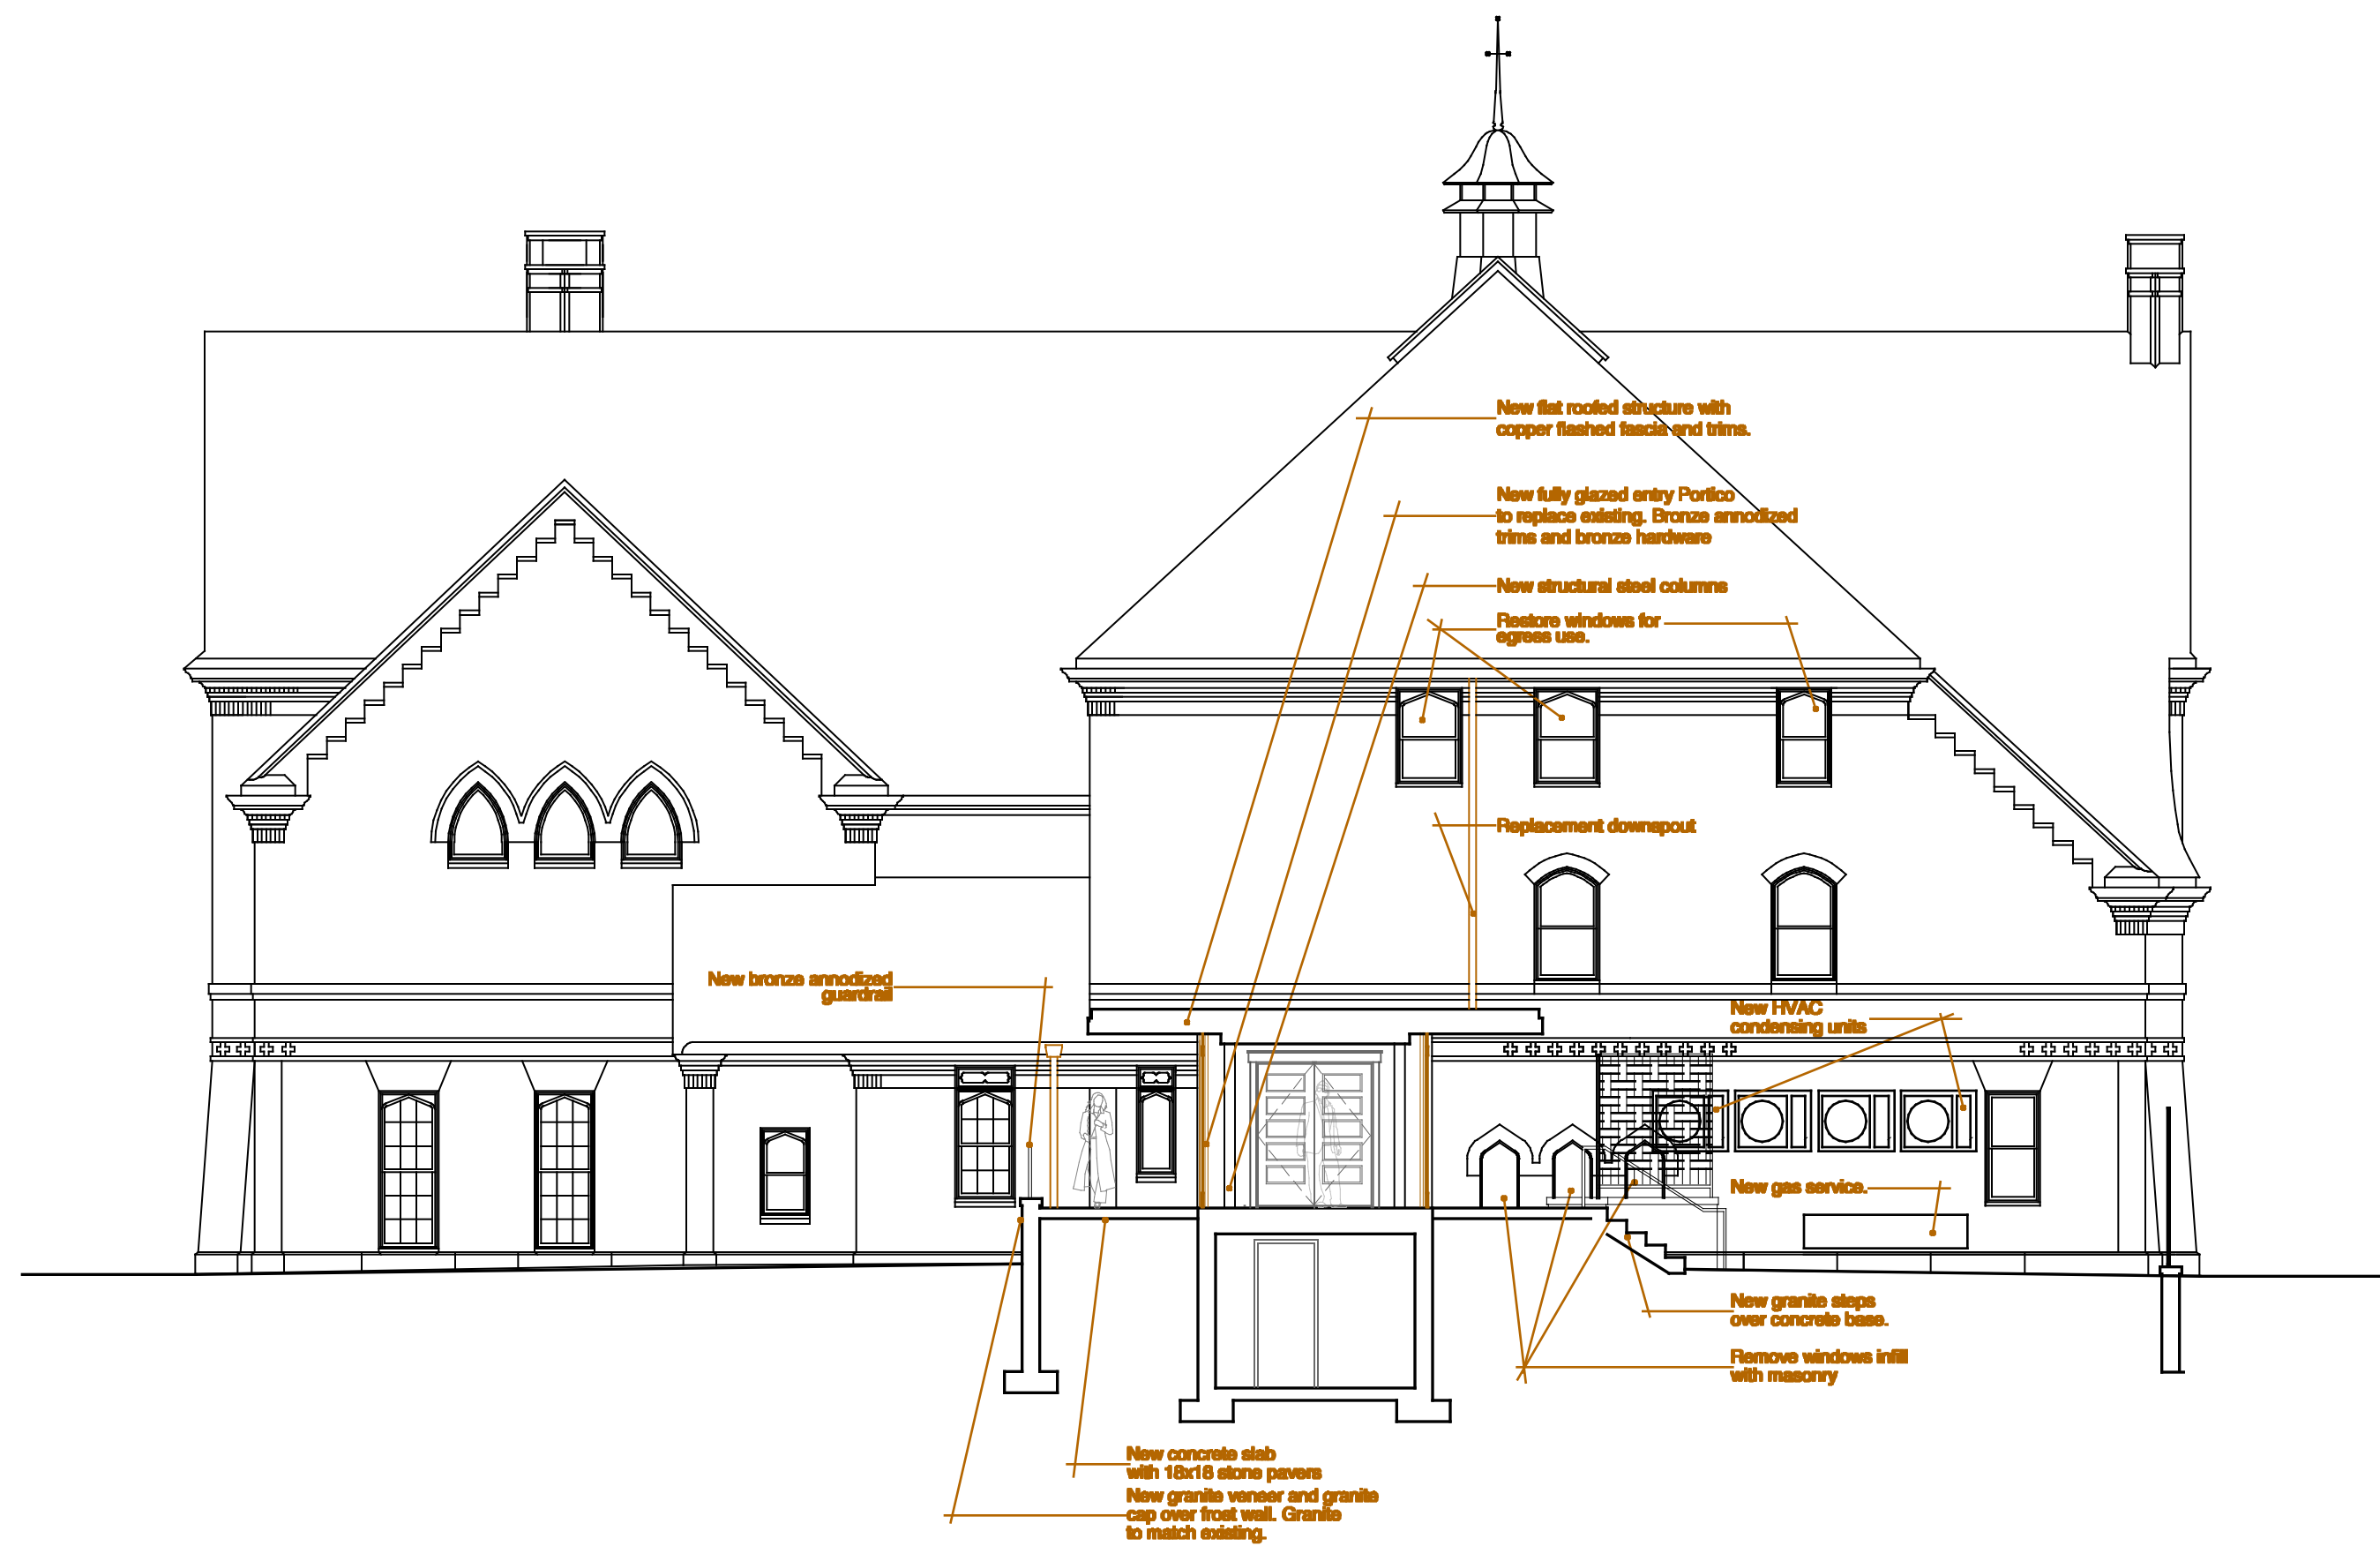 New flat roofed structure with
copper flashed fascia and trims.
New fully glazed entry Portico
to replace existing. Bronze annodized
trims and bronze hardware
New structural steel columns
Restore windows for
egress use.
Replacement downspout
New bronze annodized
guardrail
New HVAC
condensing units
New gas service.
New granite steps
over concrete base.
Remove windows infill
with masonry
New concrete slab
with 18x18 stone pavers
New granite veneer and granite
cap over frost wall. Granite
to match existing.